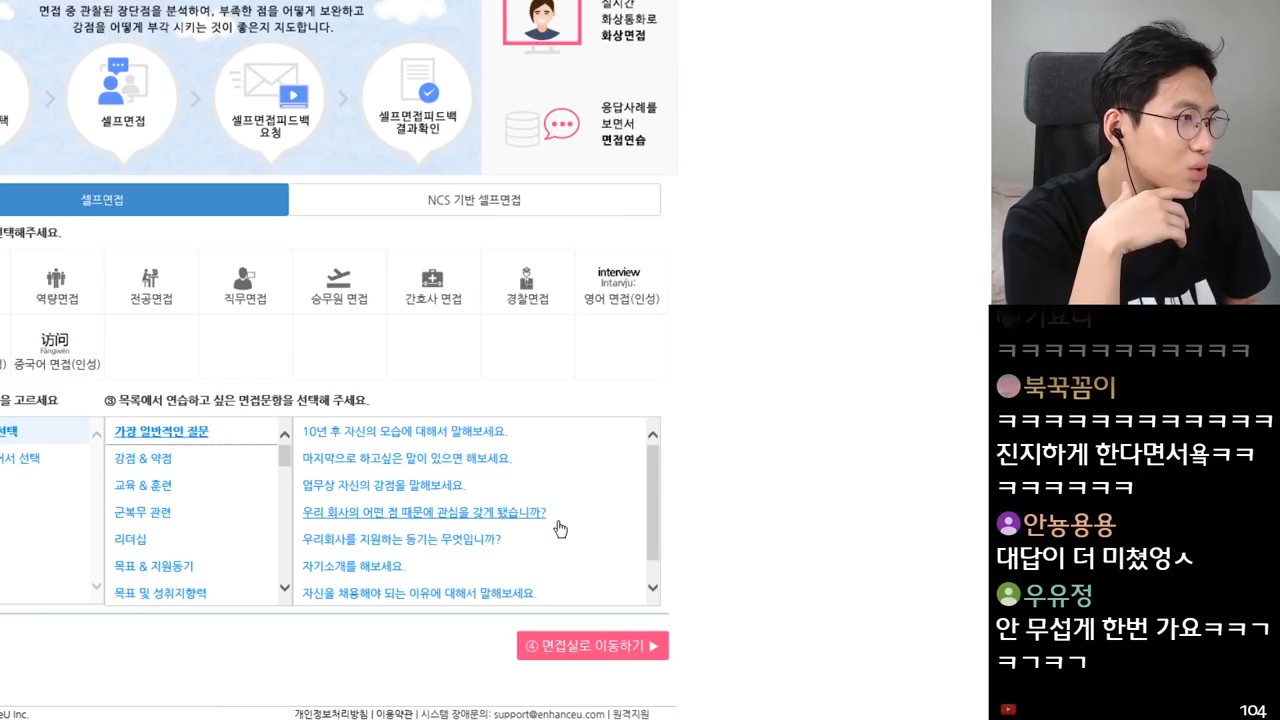 면접 중 관찰된 장단점을 분석하여, 부족한 점을 어떻게 보완하고
강점을 어떻게 부각 시키는 것이 좋은지 지도합니다.
실시간
화상통화로
화상면접
택
셀프면접
셀프면접피드백
요청
셀프면접피드백
결과확인
응답사례를
보면서
면접연습
셀프면접
NCS 기반 셀프면접
선택해주세요.
역량면접
전공면접
직무면접
승무원 면접
간호사 면접
경찰면접
interview
Intarvju:
영어 면접(인성)
访问
Fǎngwèn
중국어 면접(인성)
을 고르세요
③ 목록에서 연습하고 싶은 면접문항을 선택해 주세요.
선택
어서 선택
가장 일반적인 질문
강점 & 약점
교육 & 훈련
군복무 관련
리더십
목표 & 지원동기
목표 및 성취지향력
10년 후 자신의 모습에 대해서 말해보세요.
마지막으로 하고싶은 말이 있으면 해보세요.
업무상 자신의 강점을 말해보세요.
우리 회사의 어떤 점 때문에 관심을 갖게 됐습니까?
우리회사를 지원하는 동기는 무엇입니까?
자기소개를 해보세요.
자신을 채용해야 되는 이유에 대해서 말해보세요.
④ 면접실로 이동하기 ▶
ceU Inc.
개인정보처리방침 | 이용약관 | 시스템 장애문의: support@enhanceu.com | 원격지원
ㅋㅋㅋㅋㅋㅋㅋㅋㅋㅋㅋ
북꾹꼼이
ㅋㅋㅋㅋㅋㅋㅋㅋㅋㅋㅋㅋ
진지하게 한다면서욬ㅋㅋ
ㅋㅋㅋㅋㅋㅋ
안뇽용용
대답이 더 미쳤엉ㅅ
우유정
안 무섭게 한번 가요ㅋㅋㄱ
ㅋㄱㅋㄱ
104